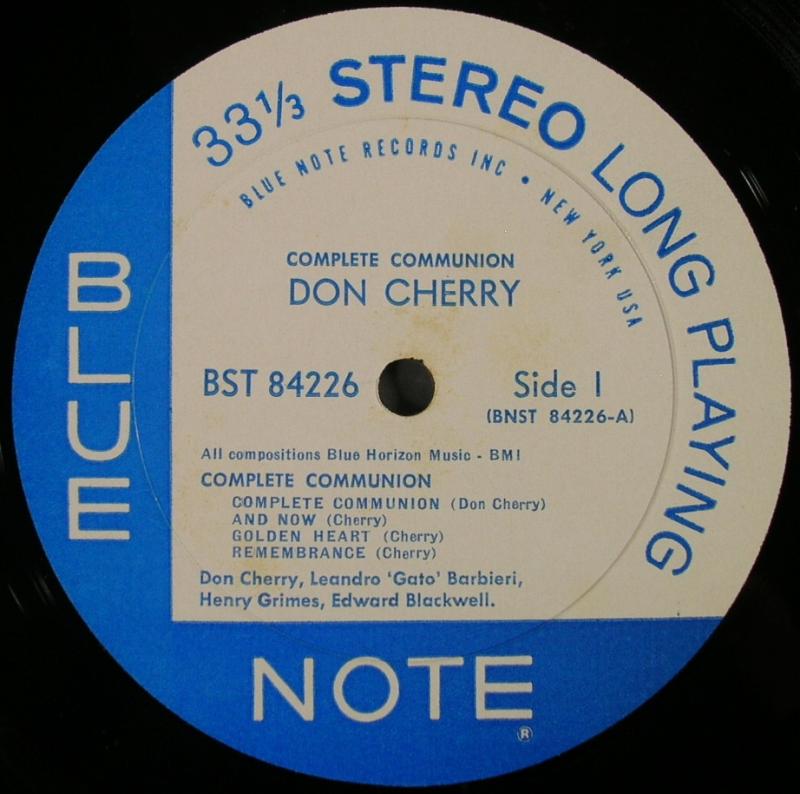 33 1/3 STEREO LONG PLAYING
BLUE NOTE RECORDS INC • NEW YORK USA
COMPLETE COMMUNION
DON CHERRY
BST 84226
Side 1
(BNST 84226-A)
All compositions Blue Horizon Music - BMI
COMPLETE COMMUNION
COMPLETE COMMUNION (Don Cherry)
AND NOW (Cherry)
GOLDEN HEART (Cherry)
REMEMBRANCE (Cherry)
Don Cherry, Leandro 'Gato' Barbieri,
Henry Grimes, Edward Blackwell.
BLUE
NOTE ®